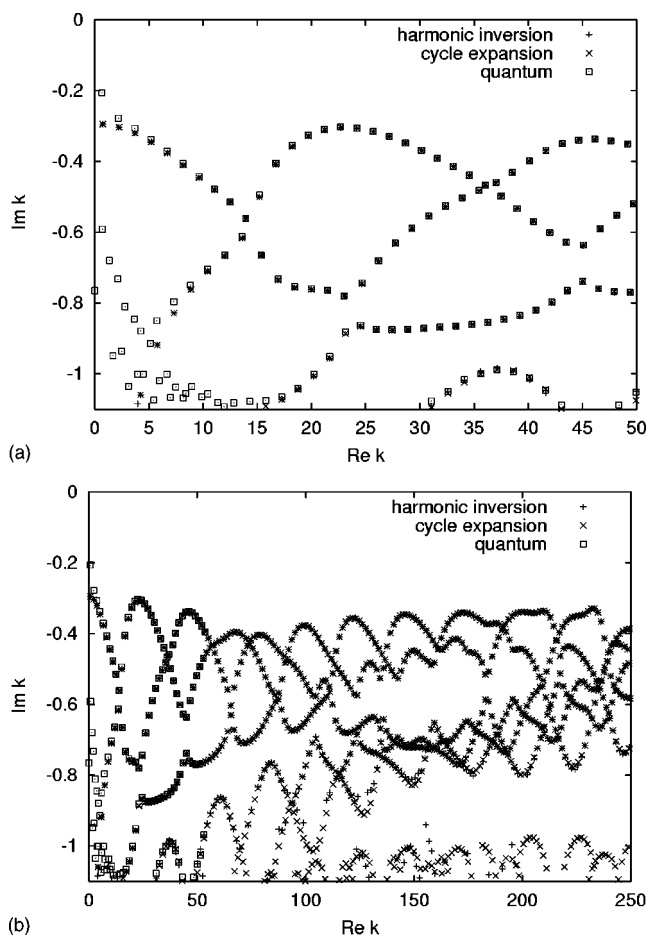 harmonic inversion +
cycle expansion ×
quantum □
0
-0.2
-0.4
-0.6
-0.8
-1
Im k
0 5 10 15 20 25 30 35 40 45 50
(a)
Re k
harmonic inversion +
cycle expansion ×
quantum □
0
-0.2
-0.4
-0.6
-0.8
-1
Im k
0 50 100 150 200 250
(b)
Re k